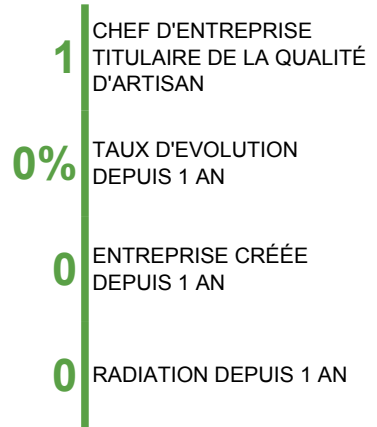 1
CHEF D'ENTREPRISE
TITULAIRE DE LA QUALITÉ
D'ARTISAN
0%
TAUX D'EVOLUTION
DEPUIS 1 AN
0
ENTREPRISE CRÉÉE
DEPUIS 1 AN
0
RADIATION DEPUIS 1 AN